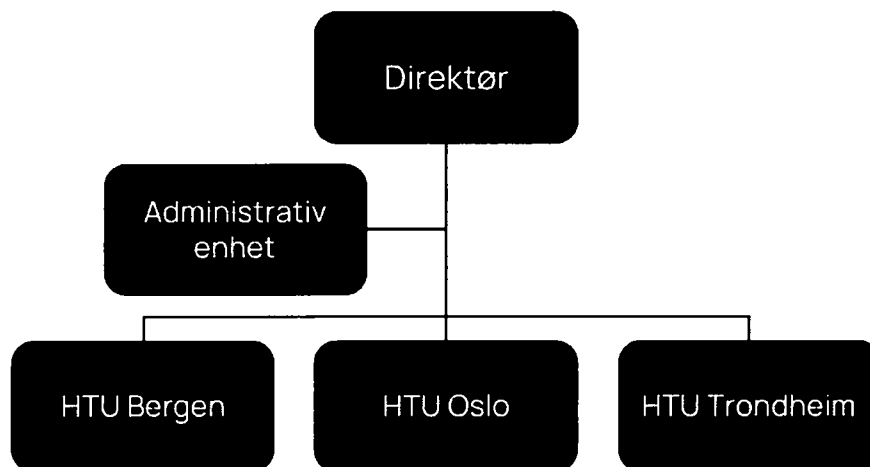 Direktør
Administrativ
enhet
HTU Bergen
HTU Oslo
HTU Trondheim